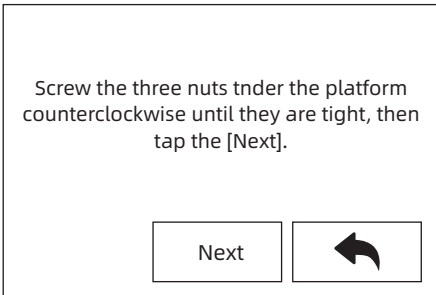 Screw the three nuts tnder the platform
counterclockwise until they are tight, then
tap the [Next].
Next